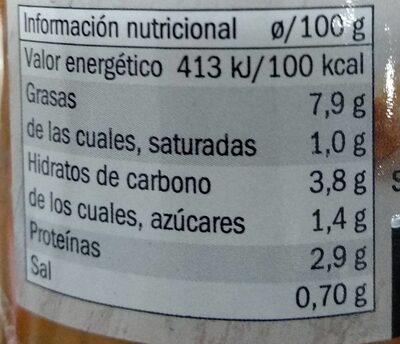 Información nutricional ø/100 g
Valor energético 413 kJ/100 kcal
Grasas 7,9 g
de las cuales, saturadas 1,0 g
Hidratos de carbono 3,8 g
de los cuales, azúcares 1,4 g
Proteínas 2,9 g
Sal 0,70 g